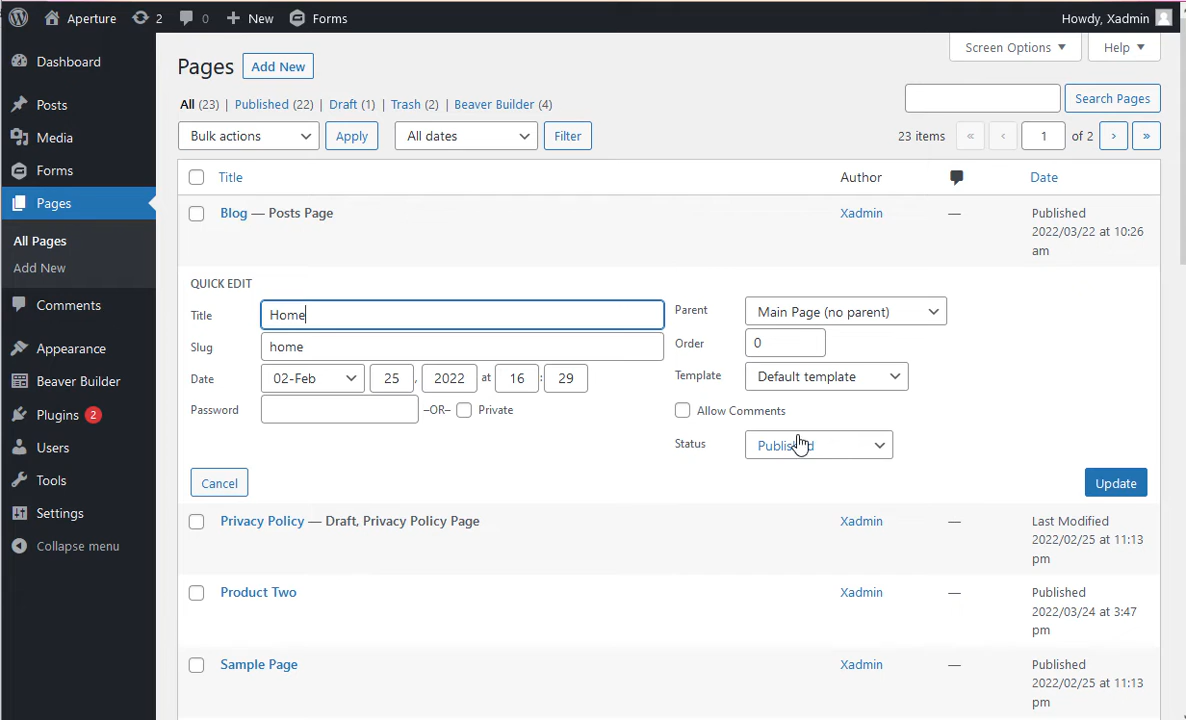 Aperture 2 0 New Forms Howdy, Xadmin
Dashboard
Posts
Media
Forms
Pages
All Pages
Add New
Comments
Appearance
Beaver Builder
Plugins 2
Users
Tools
Settings
Collapse menu
Screen Options Help
Pages Add New
All (23) | Published (22) | Draft (1) | Trash (2) | Beaver Builder (4)
Search Pages
Bulk actions Apply All dates Filter 23 items « ‹ 1 of 2 › »
Title Author Date
Blog — Posts Page Xadmin — Published
2022/03/22 at 10:26
am
QUICK EDIT
Title Home
Slug home
Date 02-Feb 25 , 2022 at 16 : 29
Password –OR– Private
Parent Main Page (no parent)
Order 0
Template Default template
Allow Comments
Status Published
Cancel Update
Privacy Policy — Draft, Privacy Policy Page Xadmin — Last Modified
2022/02/25 at 11:13
pm
Product Two Xadmin — Published
2022/03/24 at 3:47
pm
Sample Page Xadmin — Published
2022/02/25 at 11:13
pm